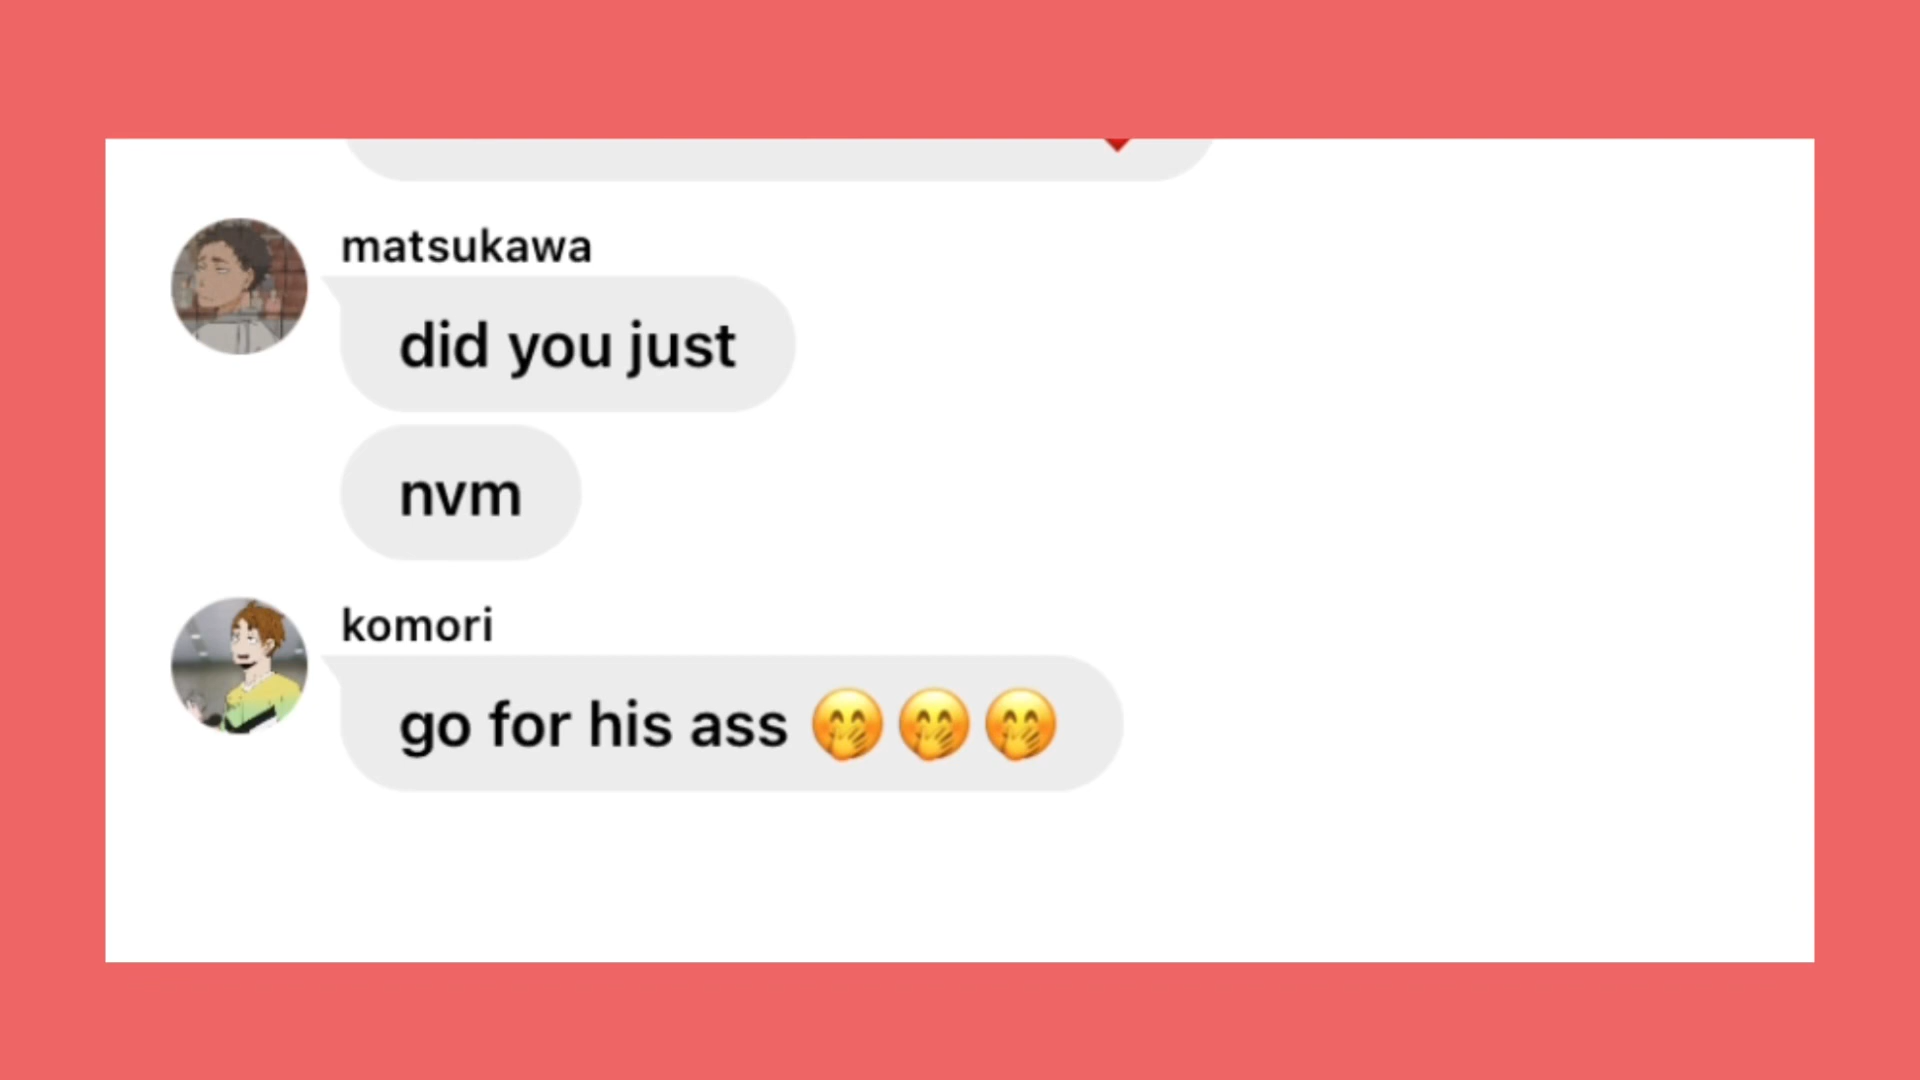 matsukawa
did you just
nvm
komori
go for his ass 🤭🤭🤭